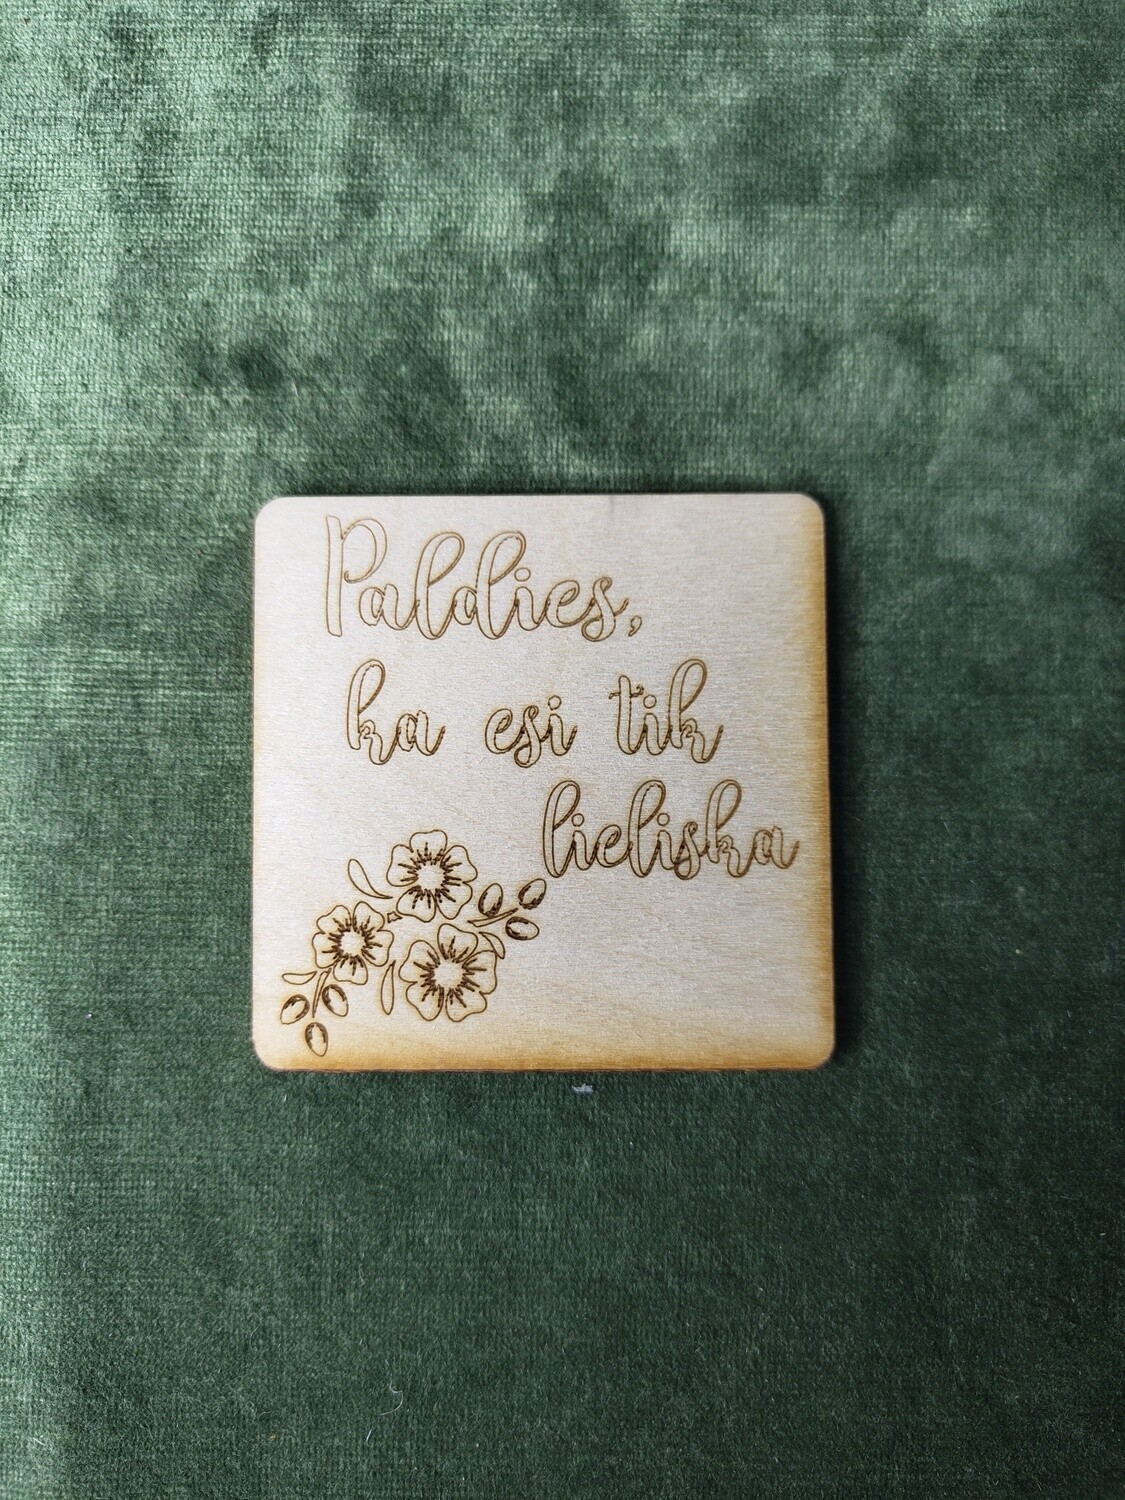 Paldies,
ka esi tik
lieliska